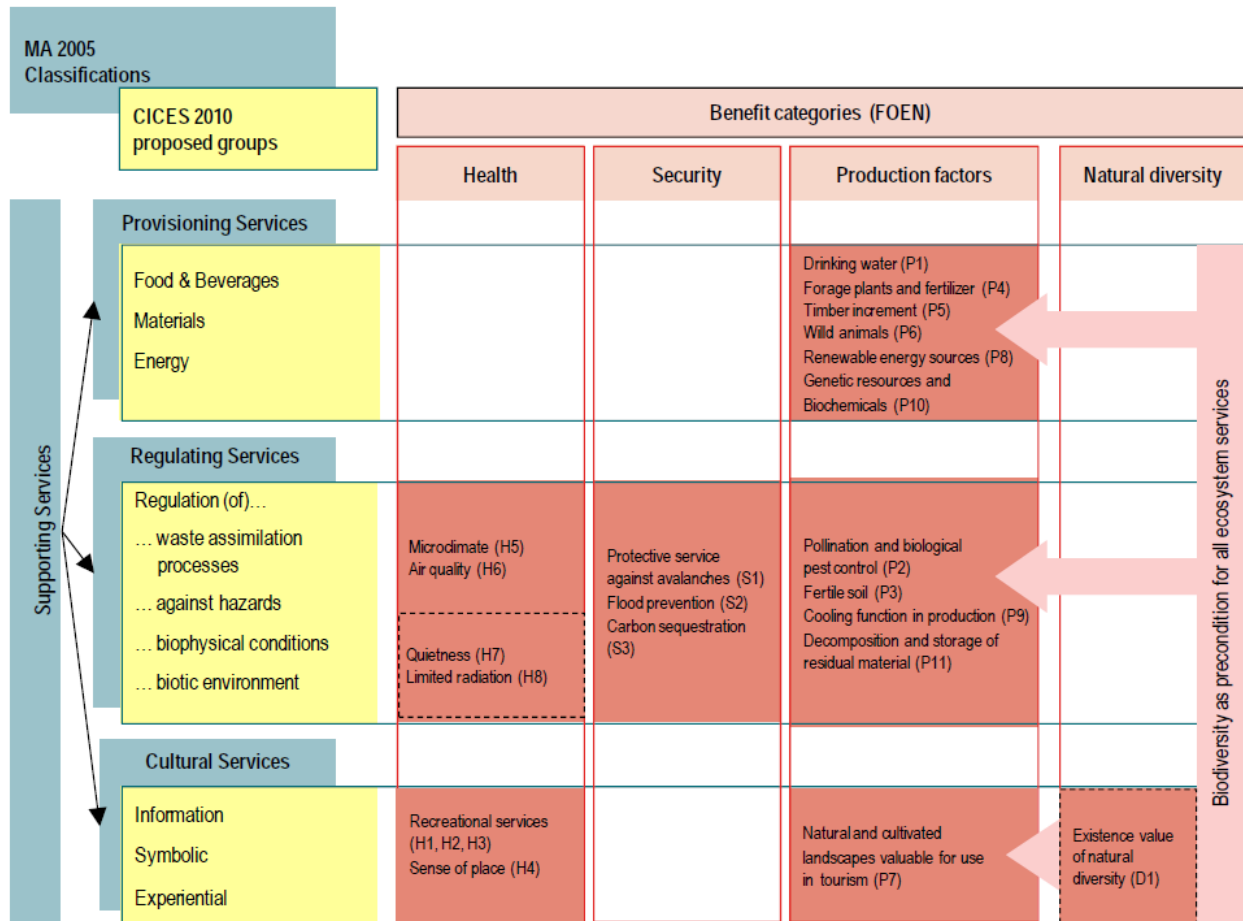 MA 2005
Classifications
CICES 2010
proposed groups
Benefit categories (FOEN)
Health
Security
Production factors
Natural diversity
Supporting Services
Provisioning Services
Food & Beverages
Materials
Energy
Drinking water (P1)
Forage plants and fertilizer (P4)
Timber increment (P5)
Willd animals (P6)
Renewable energy sources (P8)
Genetic resources and
Biochemicals (P10)
Regulating Services
Regulation (of)…
… waste assimilation
processes
… against hazards
… biophysical conditions
… biotic environment
Microclimate (H5)
Air quality (H6)
Quietness (H7)
Limited radiation (H8)
Protective service
against avalanches (S1)
Flood prevention (S2)
Carbon sequestration
(S3)
Pollination and biological
pest control (P2)
Fertile soil (P3)
Cooling function in production (P9)
Decomposition and storage of
residual material (P11)
Cultural Services
Information
Symbolic
Experiential
Recreational services
(H1, H2, H3)
Sense of place (H4)
Natural and cultivated
landscapes valuable for use
in tourism (P7)
Existence value
of natural
diversity (D1)
Biodiversity as precondition for all ecosystem services